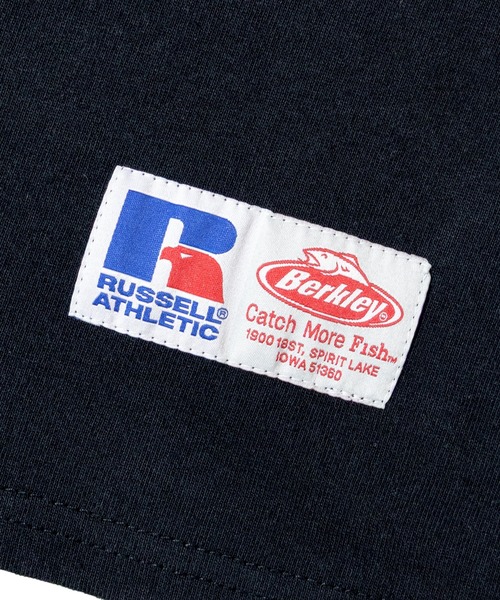 R
RUSSELL
ATHLETIC®
Berkley
Catch More Fish™
1900 18ST, SPIRIT LAKE
IOWA 51360